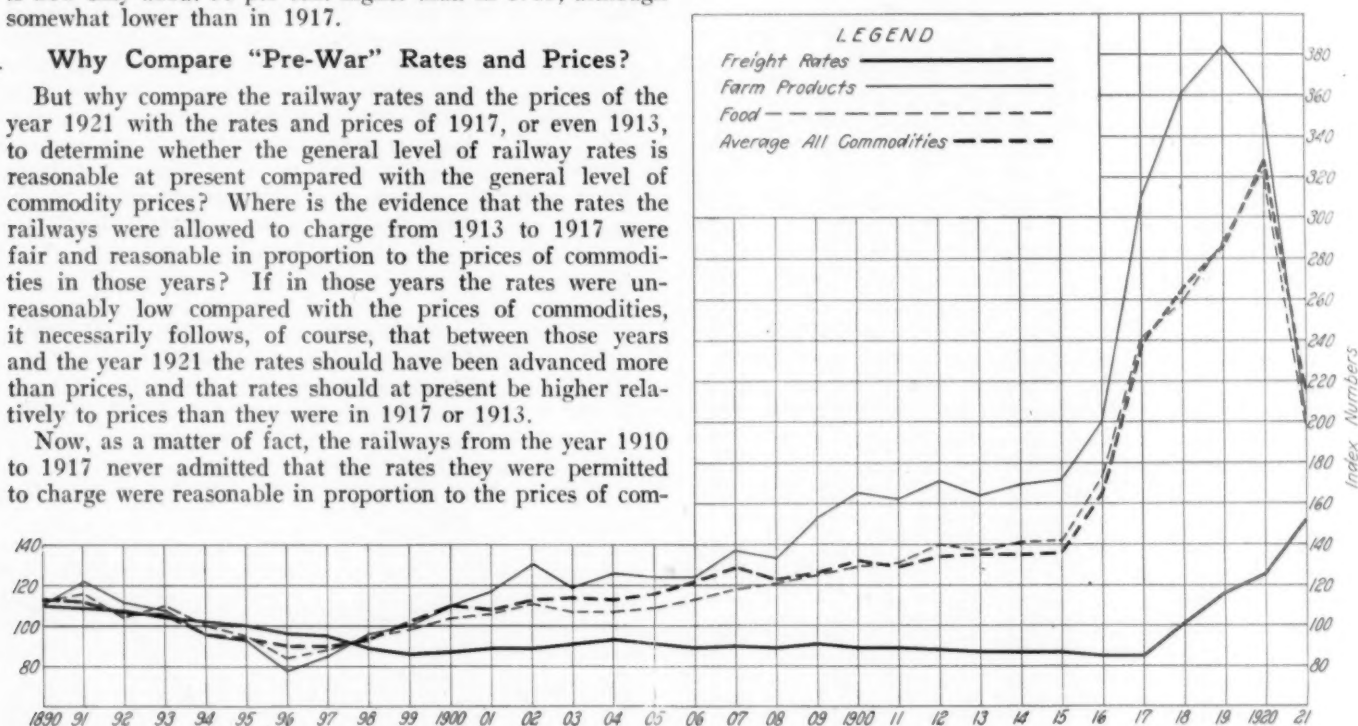 somewhat lower than in 1917.
Why Compare "Pre-War" Rates and Prices?
But why compare the railway rates and the prices of the
year 1921 with the rates and prices of 1917, or even 1913,
to determine whether the general level of railway rates is
reasonable at present compared with the general level of
commodity prices? Where is the evidence that the rates the
railways were allowed to charge from 1913 to 1917 were
fair and reasonable in proportion to the prices of commodi-
ties in those years? If in those years the rates were un-
reasonably low compared with the prices of commodities,
it necessarily follows, of course, that between those years
and the year 1921 the rates should have been advanced more
than prices, and that rates should at present be higher rela-
tively to prices than they were in 1917 or 1913.
Now, as a matter of fact, the railways from the year 1910
to 1917 never admitted that the rates they were permitted
to charge were reasonable in proportion to the prices of com-
LEGEND
Freight Rates
Farm Products
Food
Average All Commodities
380
360
340
320
300
280
260
240
220
200
180
160
140
120
100
80
Index Numbers
140
120
100
80
1890 91 92 93 94 95 96 97 98 99 1900 01 02 03 04 05 06 07 08 09 1900 11 12 13 14 15 16 17 18 19 1920 21